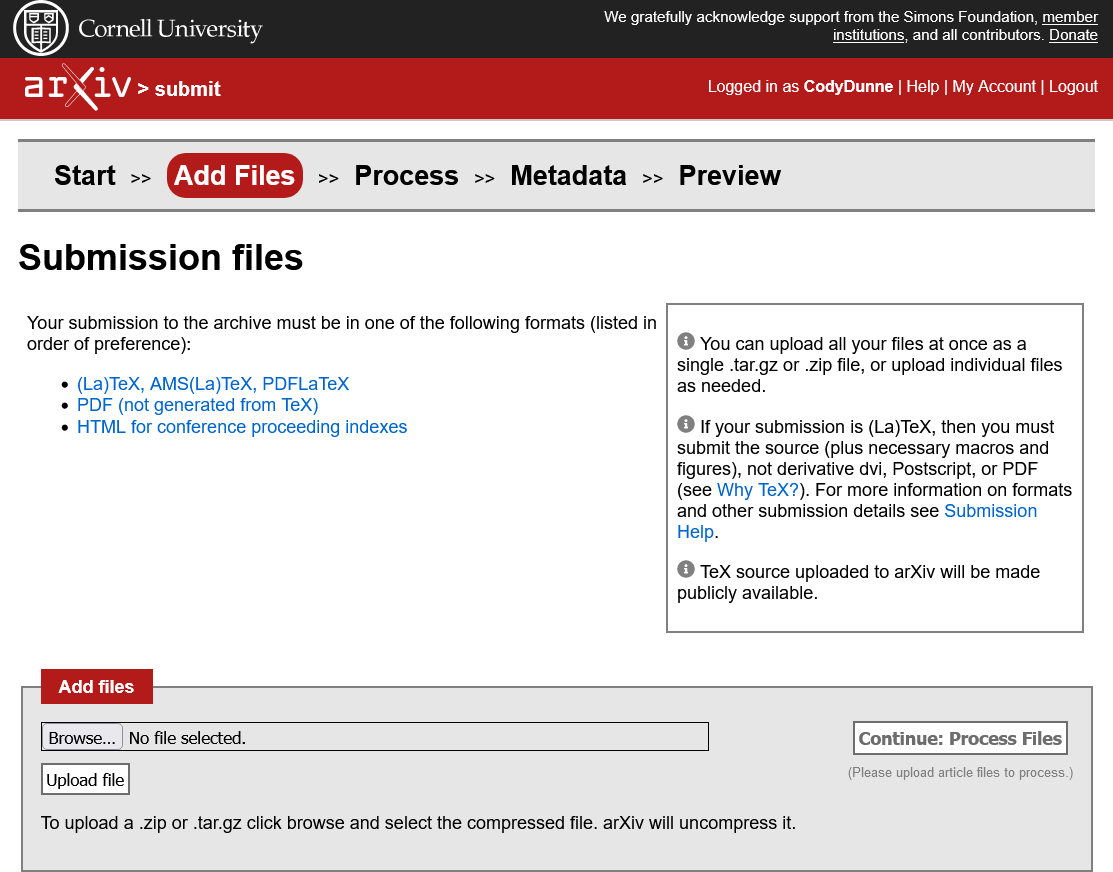 Cornell University
We gratefully acknowledge support from the Simons Foundation, member
institutions, and all contributors. Donate
arXiv > submit
Logged in as CodyDunne | Help | My Account | Logout
Start >> Add Files >> Process >> Metadata >> Preview
Submission files
Your submission to the archive must be in one of the following formats (listed in
order of preference):
• (La)TeX, AMS(La)TeX, PDFLaTeX
• PDF (not generated from TeX)
• HTML for conference proceeding indexes
You can upload all your files at once as a
single .tar.gz or .zip file, or upload individual files
as needed.
If your submission is (La)TeX, then you must
submit the source (plus necessary macros and
figures), not derivative dvi, Postscript, or PDF
(see Why TeX?). For more information on formats
and other submission details see Submission
Help.
TeX source uploaded to arXiv will be made
publicly available.
Add files
Browse... No file selected.
Continue: Process Files
(Please upload article files to process.)
Upload file
To upload a .zip or .tar.gz click browse and select the compressed file. arXiv will uncompress it.